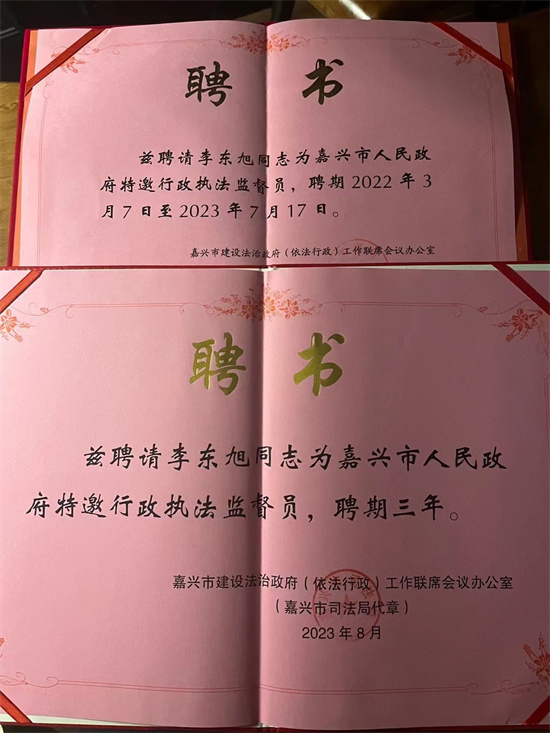 聘 书
兹聘请李东旭同志为嘉兴市人民政
府特邀行政执法监督员，聘期2022年3
月7日至2023年7月17日。
嘉兴市建设法治政府（依法行政）工作联席会议办公室
聘 书
兹聘请李东旭同志为嘉兴市人民政
府特邀行政执法监督员，聘期三年。
嘉兴市建设法治政府（依法行政）工作联席会议办公室
（嘉兴市司法局代章）
2023年8月